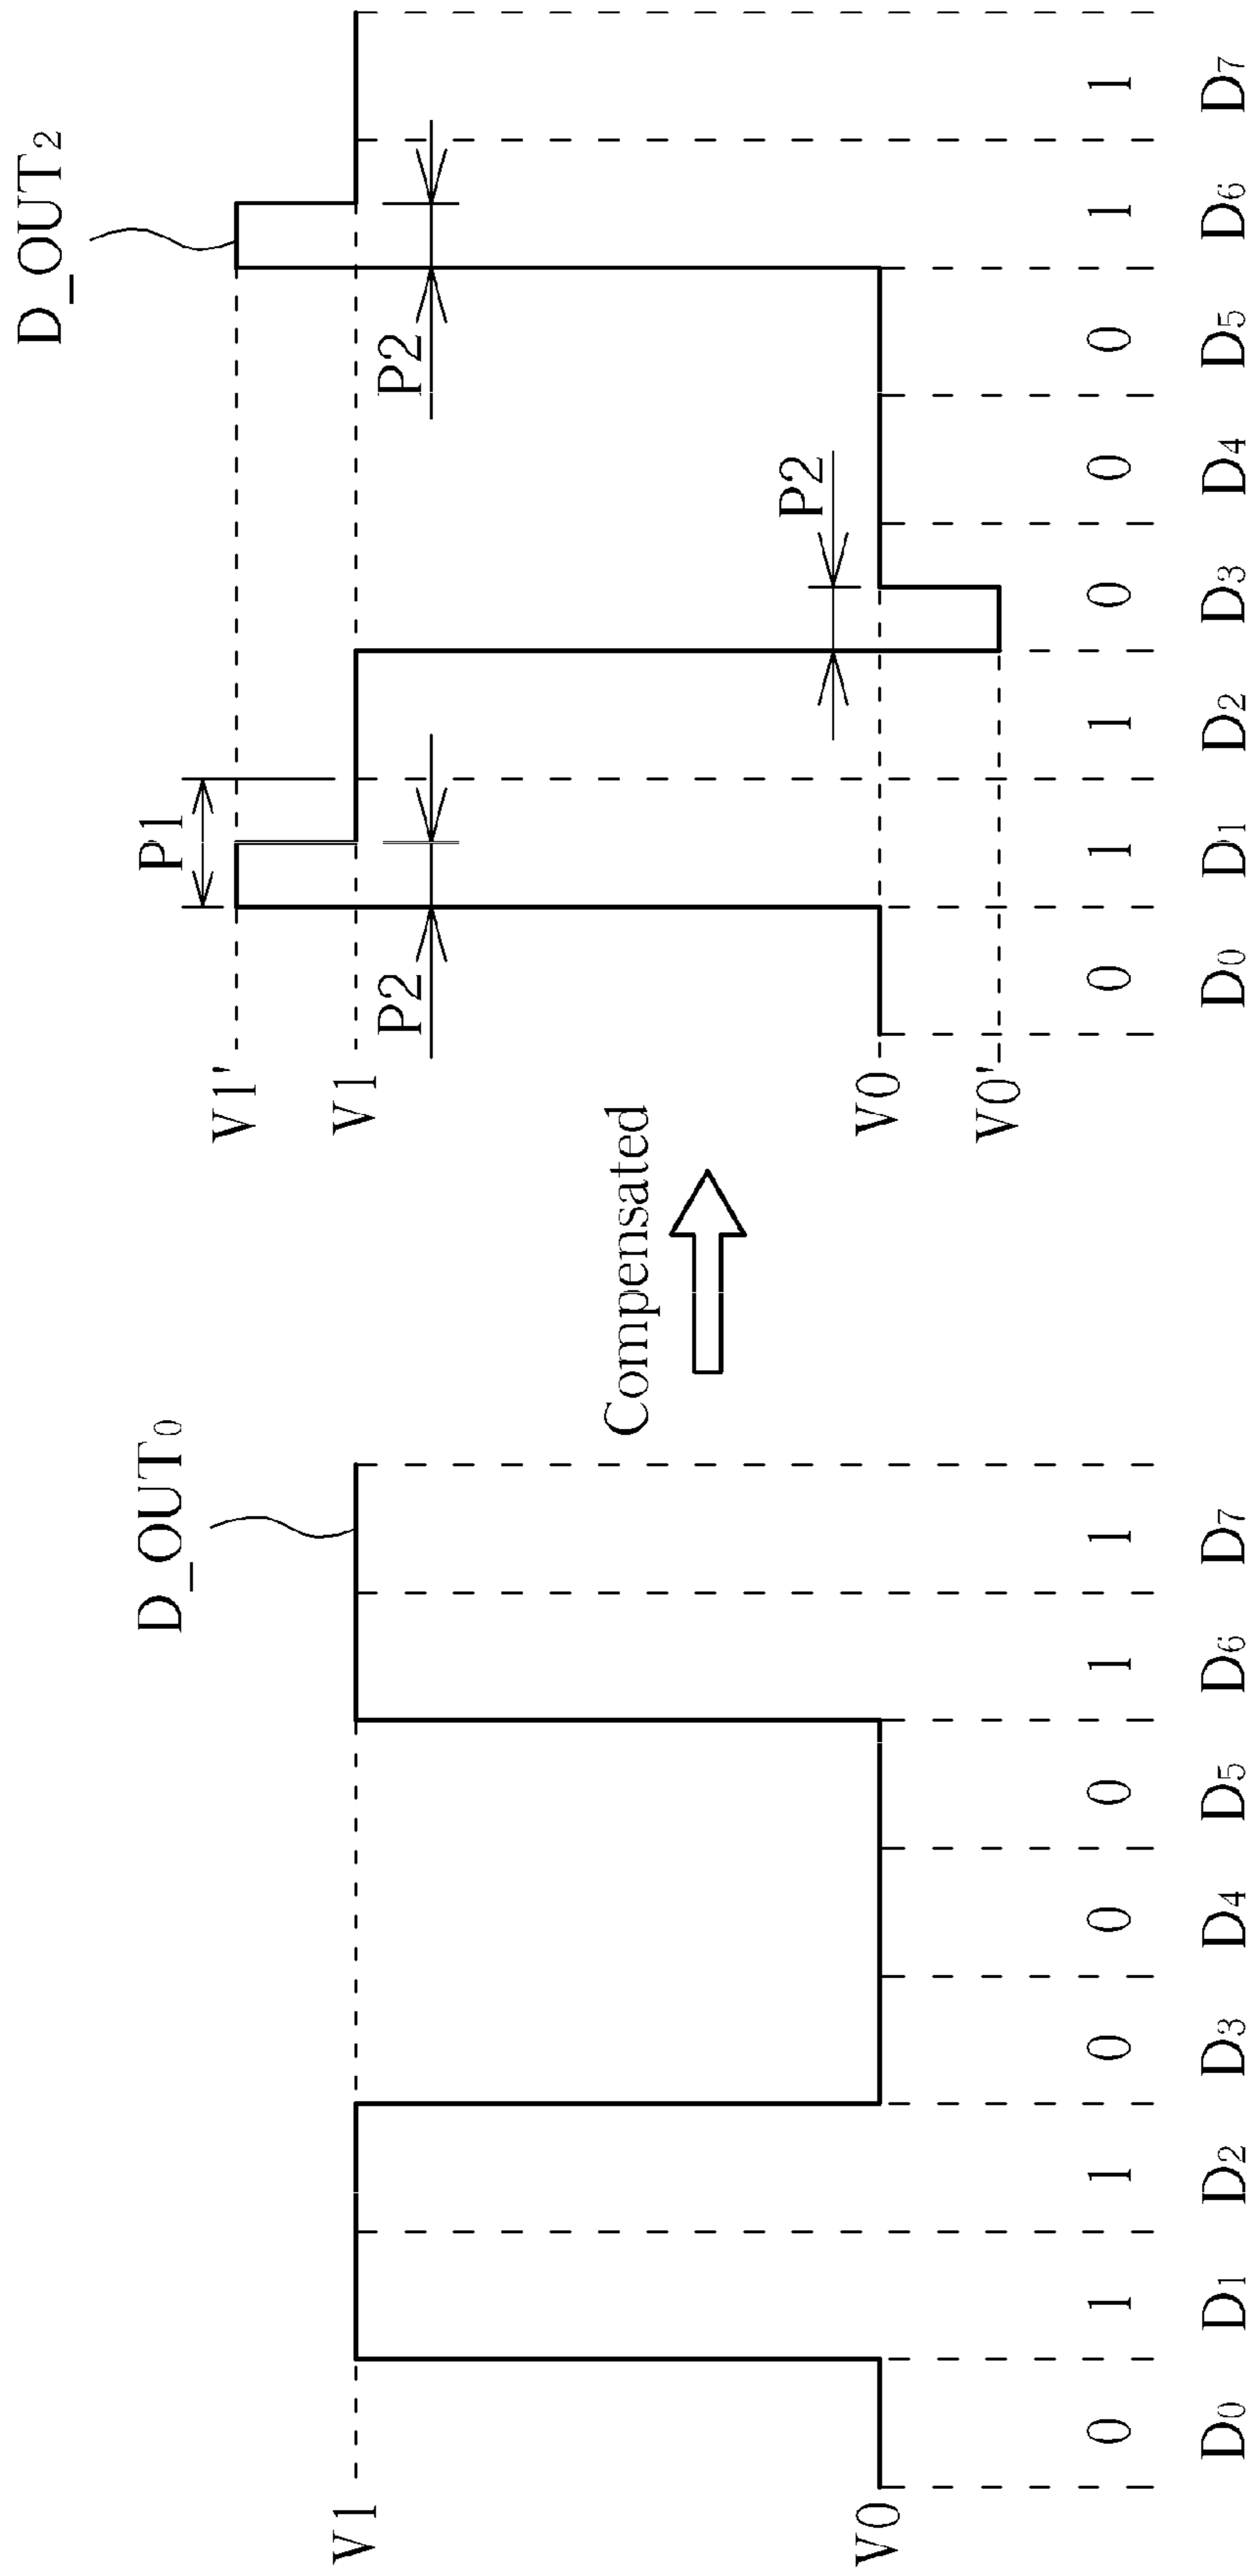 D_OUT0
V1
V0
0 1 1 0 0 0 1 1
D0 D1 D2 D3 D4 D5 D6 D7
Compensated
D_OUT2
P1
V1'
V1
P2
P2
P2
V0
V0'
0 1 1 0 0 0 1 1
D0 D1 D2 D3 D4 D5 D6 D7